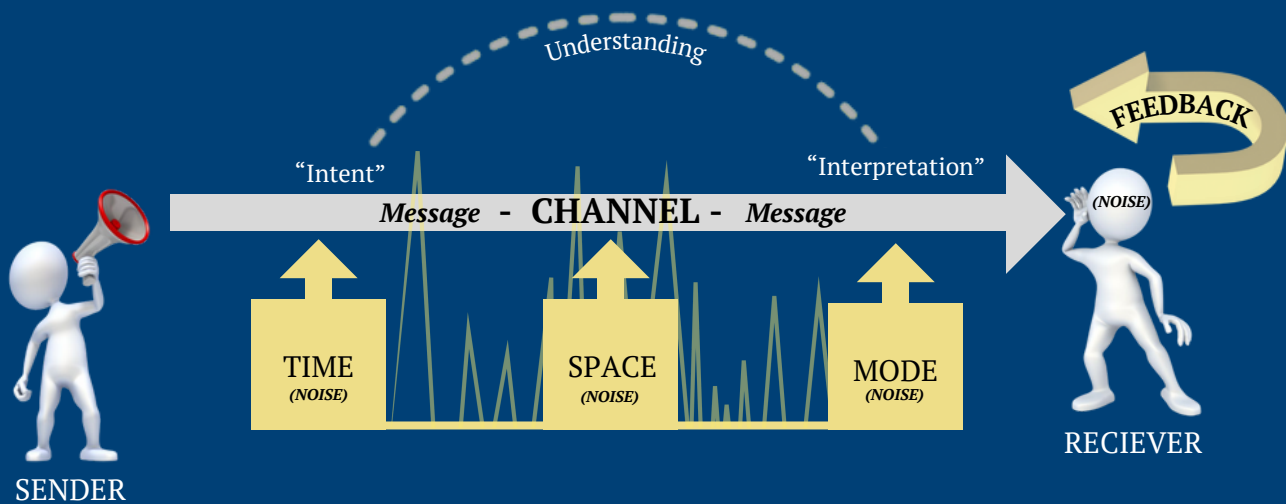 Understanding
FEEDBACK
“Intent”
“Interpretation”
Message - CHANNEL - Message
(NOISE)
TIME
(NOISE)
SPACE
(NOISE)
MODE
(NOISE)
SENDER
RECIEVER